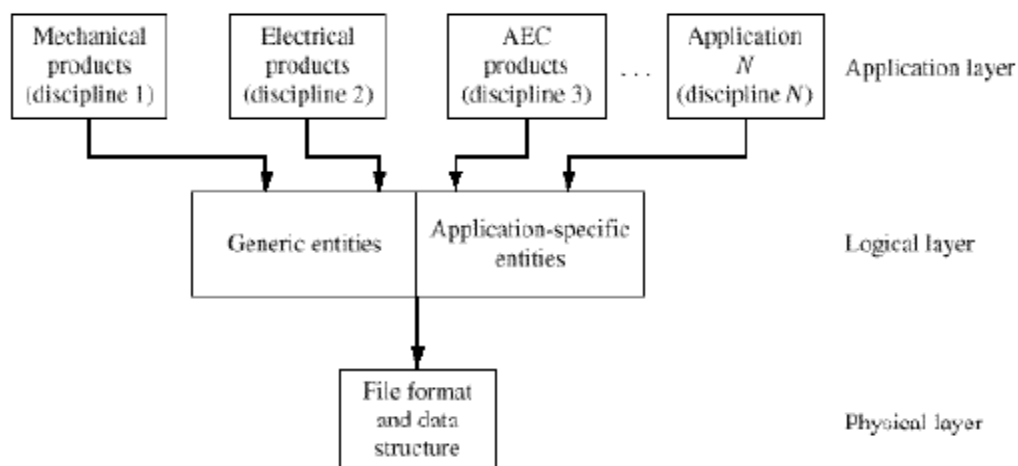 Mechanical
products
(discipline 1)
Electrical
products
(discipline 2)
AEC
products
(discipline 3)
...
Application
N
(discipline N)
Application layer
Generic entities
Application-specific
entities
Logical layer
File format
and data
structure
Physical layer